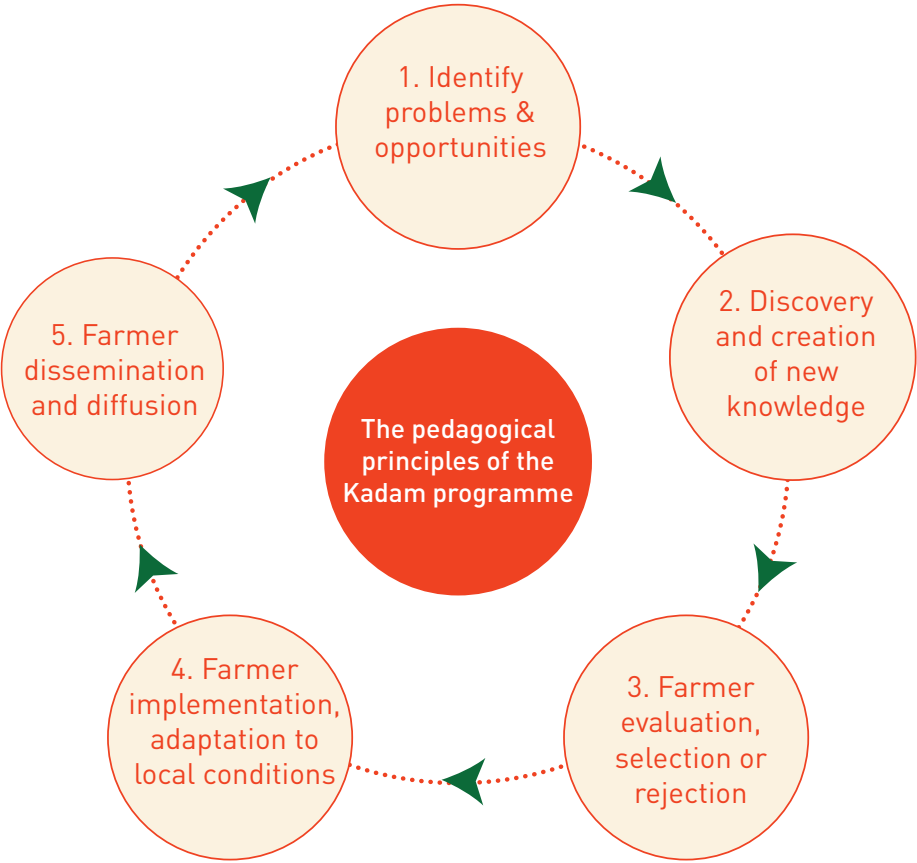 1. Identify
problems &
opportunities
2. Discovery
and creation
of new
knowledge
3. Farmer
evaluation,
selection or
rejection
4. Farmer
implementation,
adaptation to
local conditions
5. Farmer
dissemination
and diffusion
The pedagogical
principles of the
Kadam programme